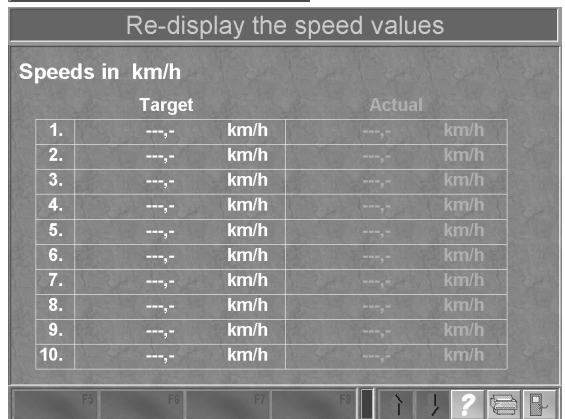 Re-display the speed values
Speeds in km/h
Target Actual
1. ---,- km/h ---,- km/h
2. ---,- km/h ---,- km/h
3. ---,- km/h ---,- km/h
4. ---,- km/h ---,- km/h
5. ---,- km/h ---,- km/h
6. ---,- km/h ---,- km/h
7. ---,- km/h ---,- km/h
8. ---,- km/h ---,- km/h
9. ---,- km/h ---,- km/h
10. ---,- km/h ---,- km/h
F5 F6 F7 F8 ?